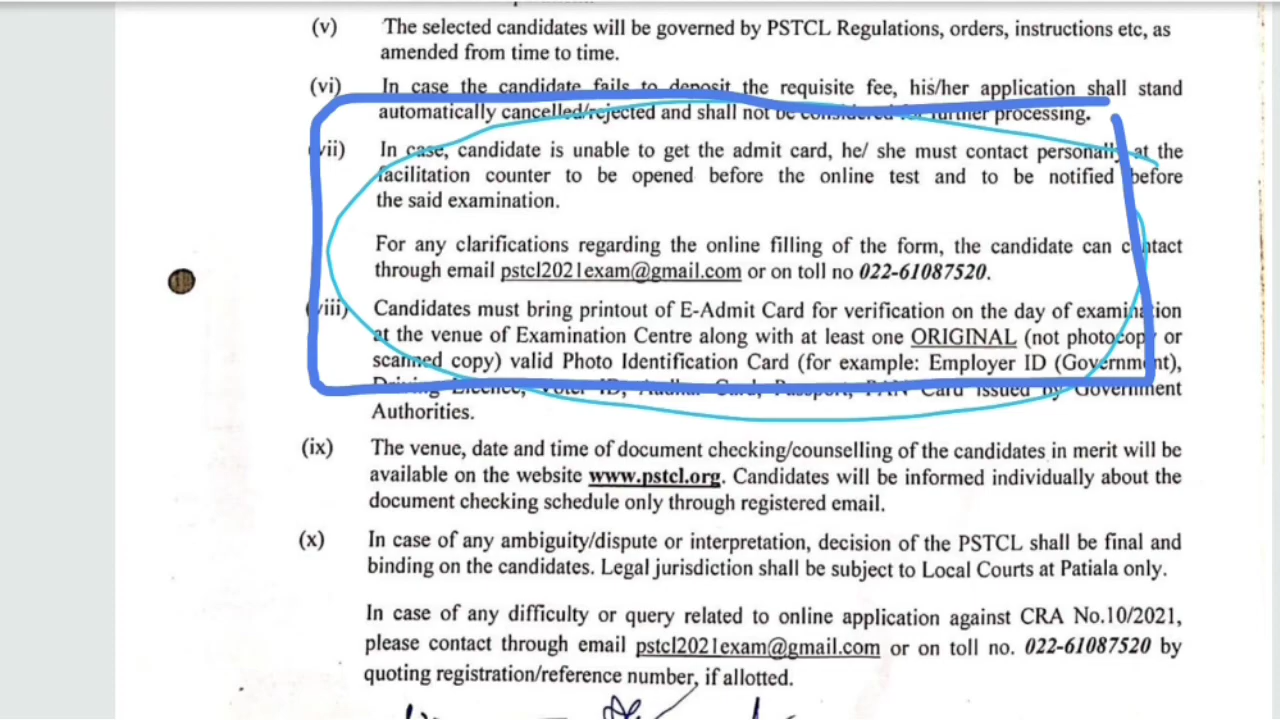 (v) The selected candidates will be governed by PSTCL Regulations, orders, instructions etc, as
amended from time to time.
(vi) In case the candidate fails to deposit the requisite fee, his/her application shall stand
automatically cancelled/rejected and shall not be considered for further processing.
(vii) In case, candidate is unable to get the admit card, he/ she must contact personally at the
facilitation counter to be opened before the online test and to be notified before
the said examination.
For any clarifications regarding the online filling of the form, the candidate can contact
through email pstcl2021exam@gmail.com or on toll no 022-61087520.
(viii) Candidates must bring printout of E-Admit Card for verification on the day of examination
at the venue of Examination Centre along with at least one ORIGINAL (not photocopy or
scanned copy) valid Photo Identification Card (for example: Employer ID (Government),
Driving Licence, Voter ID, Aadhar Card, Passport, PAN Card issued by Government
Authorities.
(ix) The venue, date and time of document checking/counselling of the candidates in merit will be
available on the website www.pstcl.org. Candidates will be informed individually about the
document checking schedule only through registered email.
(x) In case of any ambiguity/dispute or interpretation, decision of the PSTCL shall be final and
binding on the candidates. Legal jurisdiction shall be subject to Local Courts at Patiala only.
In case of any difficulty or query related to online application against CRA No.10/2021,
please contact through email pstcl2021exam@gmail.com or on toll no. 022-61087520 by
quoting registration/reference number, if allotted.